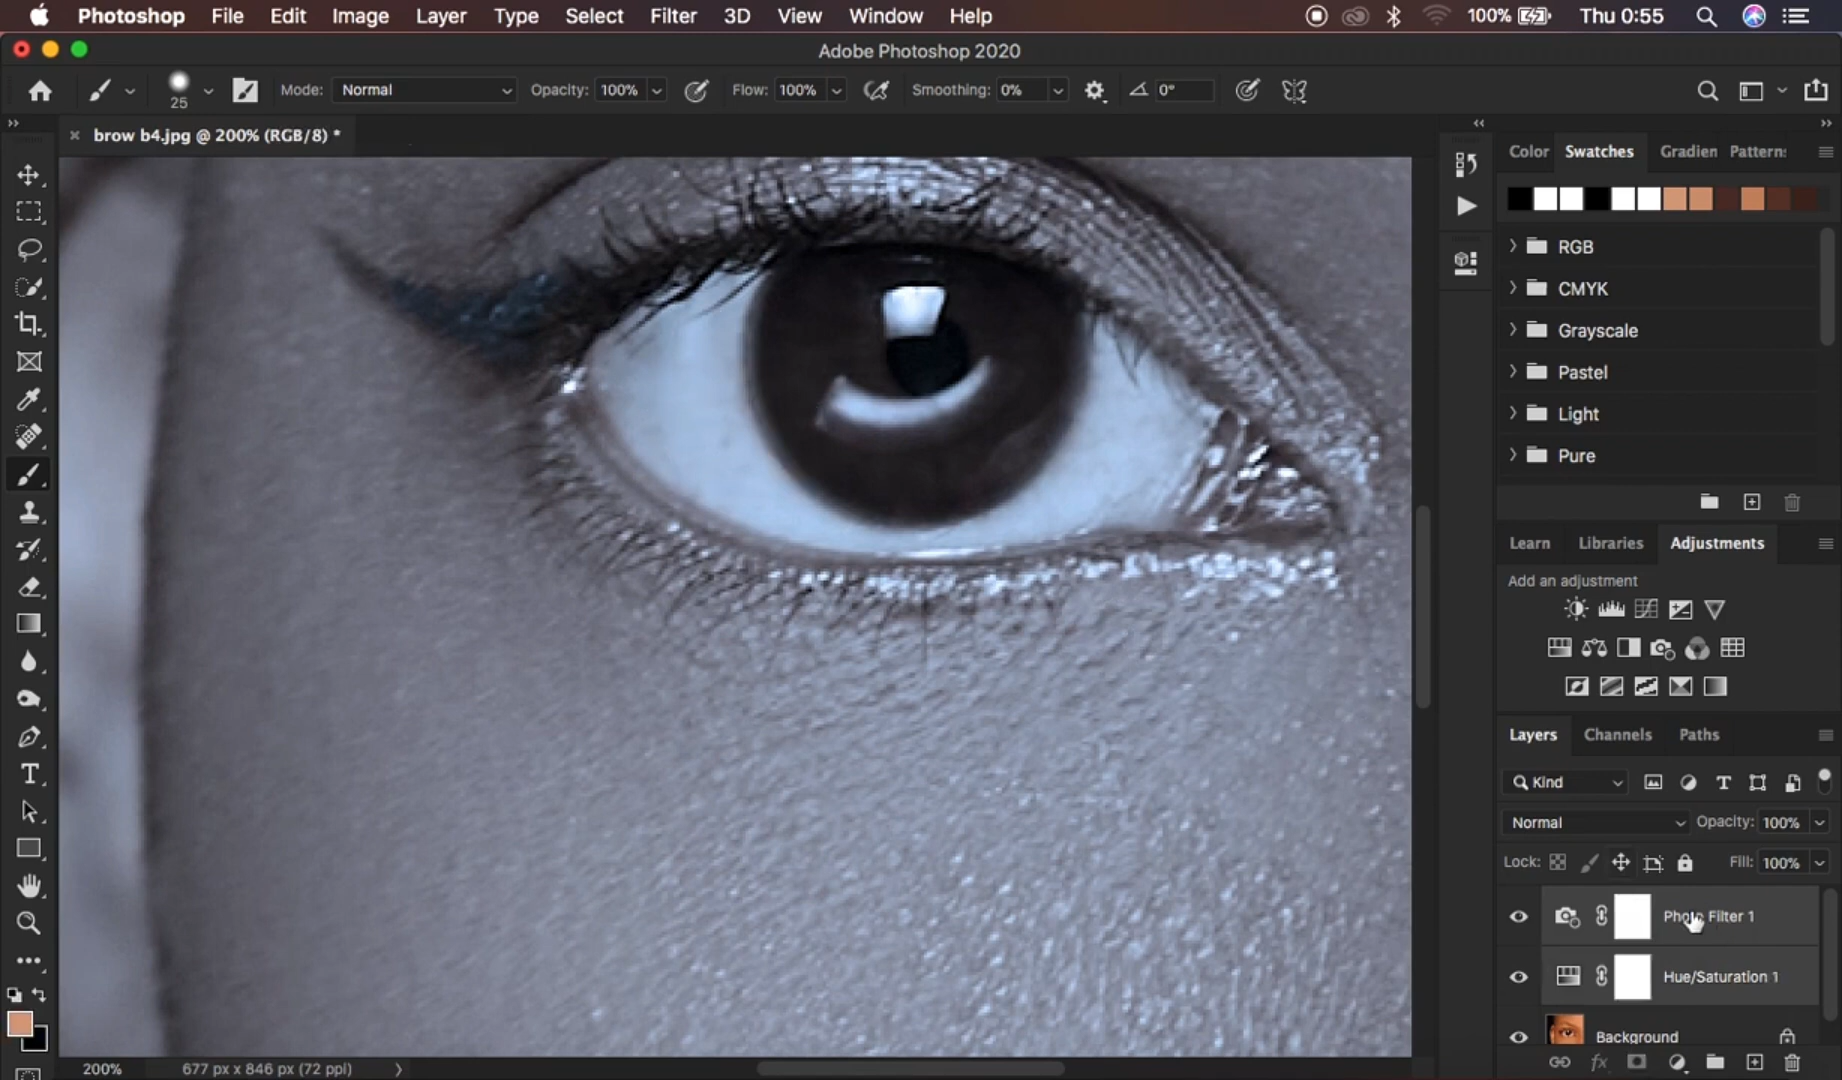 Photoshop File Edit Image Layer Type Select Filter 3D View Window Help 100% Thu 0:55
Adobe Photoshop 2020
25 Mode: Normal Opacity: 100% Flow: 100% Smoothing: 0% 0°
brow b4.jpg @ 200% (RGB/8) *
Color Swatches Gradien Pattern:
RGB
CMYK
Grayscale
Pastel
Light
Pure
Learn Libraries Adjustments
Add an adjustment
Layers Channels Paths
Kind
Normal Opacity: 100%
Lock: Fill: 100%
Photo Filter 1
Hue/Saturation 1
Background
200% 677 px x 846 px (72 ppi)